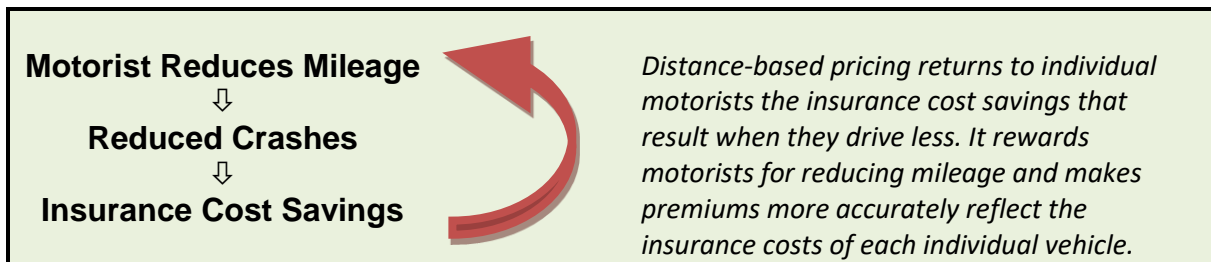 Motorist Reduces Mileage
⇩
Reduced Crashes
⇩
Insurance Cost Savings
Distance-based pricing returns to individual
motorists the insurance cost savings that
result when they drive less. It rewards
motorists for reducing mileage and makes
premiums more accurately reflect the
insurance costs of each individual vehicle.